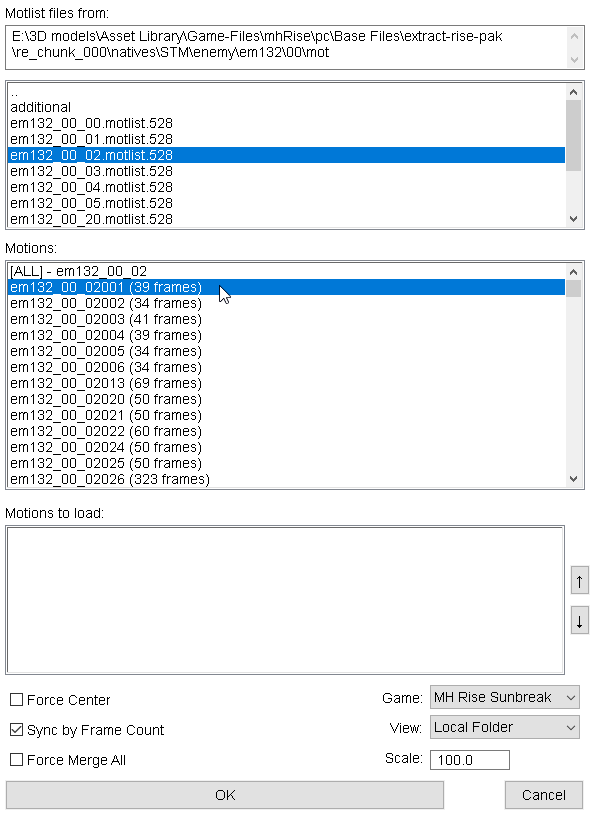 Motlist files from:
E:\3D models\Asset Library\Game-Files\mhRise\pc\Base Files\extract-rise-pak
\re_chunk_000\natives\STM\enemy\em132\00\mot
..
additional
em132_00_00.motlist.528
em132_00_01.motlist.528
em132_00_02.motlist.528
em132_00_03.motlist.528
em132_00_04.motlist.528
em132_00_05.motlist.528
em132_00_20.motlist.528
Motions:
[ALL] - em132_00_02
em132_00_02001 (39 frames)
em132_00_02002 (34 frames)
em132_00_02003 (41 frames)
em132_00_02004 (39 frames)
em132_00_02005 (34 frames)
em132_00_02006 (34 frames)
em132_00_02013 (69 frames)
em132_00_02020 (50 frames)
em132_00_02021 (50 frames)
em132_00_02022 (60 frames)
em132_00_02024 (50 frames)
em132_00_02025 (50 frames)
em132_00_02026 (323 frames)
Motions to load:
↑
↓
Force Center
Game: MH Rise Sunbreak
Sync by Frame Count
View: Local Folder
Force Merge All
Scale: 100.0
OK
Cancel